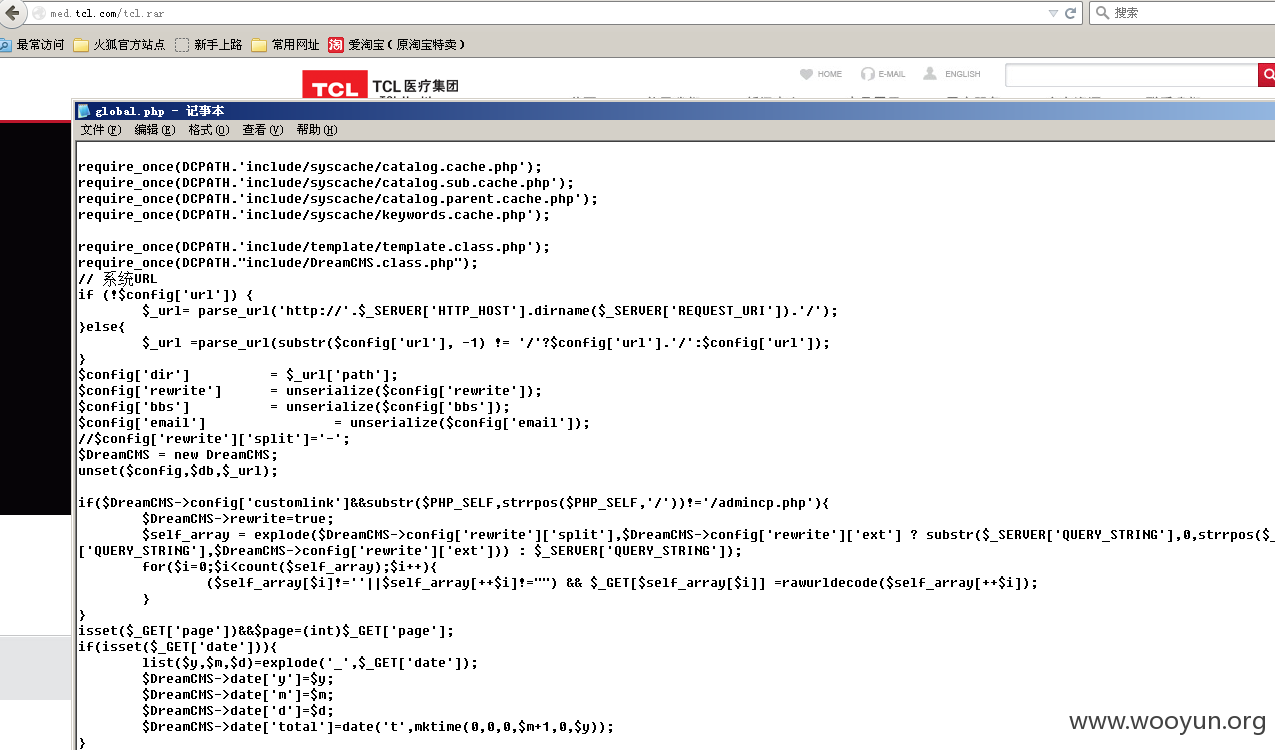 med.tcl.com/tcl.rar
搜索
最常访问 火狐官方站点 新手上路 常用网址 淘 爱淘宝（原淘宝特卖）
HOME E-MAIL ENGLISH
TCL TCL 医疗集团
global.php - 记事本
文件(F) 编辑(E) 格式(O) 查看(V) 帮助(H)
require_once(DCPATH.'include/syscache/catalog.cache.php');
require_once(DCPATH.'include/syscache/catalog.sub.cache.php');
require_once(DCPATH.'include/syscache/catalog.parent.cache.php');
require_once(DCPATH.'include/syscache/keywords.cache.php');
require_once(DCPATH.'include/template/template.class.php');
require_once(DCPATH."include/DreamCMS.class.php");
// 系统URL
if (!$config['url']) {
$_url= parse_url('http://'.$_SERVER['HTTP_HOST'].dirname($_SERVER['REQUEST_URI']).'/');
}else{
$_url =parse_url(substr($config['url'], -1) != '/'?$config['url'].'/':$config['url']);
}
$config['dir'] = $_url['path'];
$config['rewrite'] = unserialize($config['rewrite']);
$config['bbs'] = unserialize($config['bbs']);
$config['email'] = unserialize($config['email']);
//$config['rewrite']['split']='-';
$DreamCMS = new DreamCMS;
unset($config,$db,$_url);
if($DreamCMS->config['customlink']&&substr($PHP_SELF,strrpos($PHP_SELF,'/'))!='/admincp.php'){
$DreamCMS->rewrite=true;
$self_array = explode($DreamCMS->config['rewrite']['split'],$DreamCMS->config['rewrite']['ext'] ? substr($_SERVER['QUERY_STRING'],0,strrpos($_
['QUERY_STRING'],$DreamCMS->config['rewrite']['ext'])) : $_SERVER['QUERY_STRING']);
for($i=0;$i<count($self_array);$i++){
($self_array[$i]!=''||$self_array[++$i]!="") && $_GET[$self_array[$i]] =rawurldecode($self_array[++$i]);
}
}
isset($_GET['page'])&&$page=(int)$_GET['page'];
if(isset($_GET['date'])){
list($y,$m,$d)=explode('_',$_GET['date']);
$DreamCMS->date['y']=$y;
$DreamCMS->date['m']=$m;
$DreamCMS->date['d']=$d;
$DreamCMS->date['total']=date('t',mktime(0,0,0,$m+1,0,$y));
}
www.wooyun.org